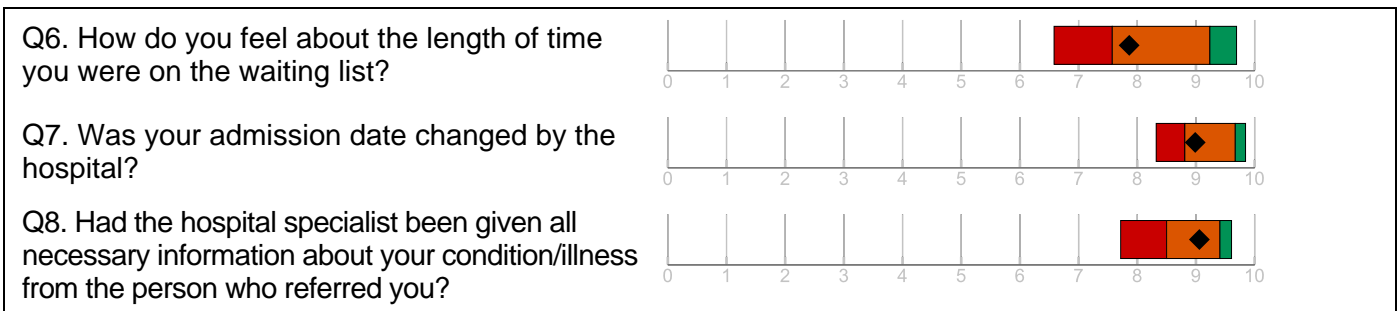 Q6. How do you feel about the length of time
you were on the waiting list?
0 1 2 3 4 5 6 7 8 9 10
Q7. Was your admission date changed by the
hospital?
0 1 2 3 4 5 6 7 8 9 10
Q8. Had the hospital specialist been given all
necessary information about your condition/illness
from the person who referred you?
0 1 2 3 4 5 6 7 8 9 10